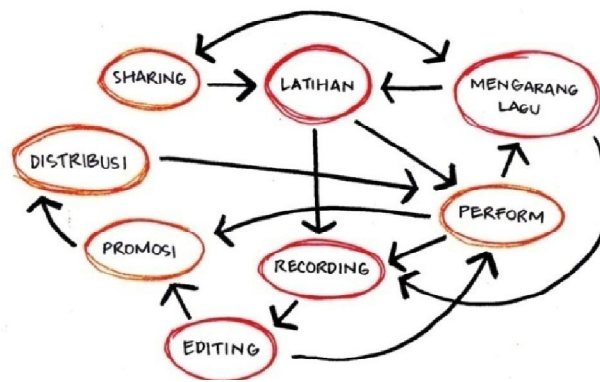 SHARING
LATIHAN
MENGARANG
LAGU
DISTRIBUSI
PERFORM
PROMOSI
RECORDING
EDITING